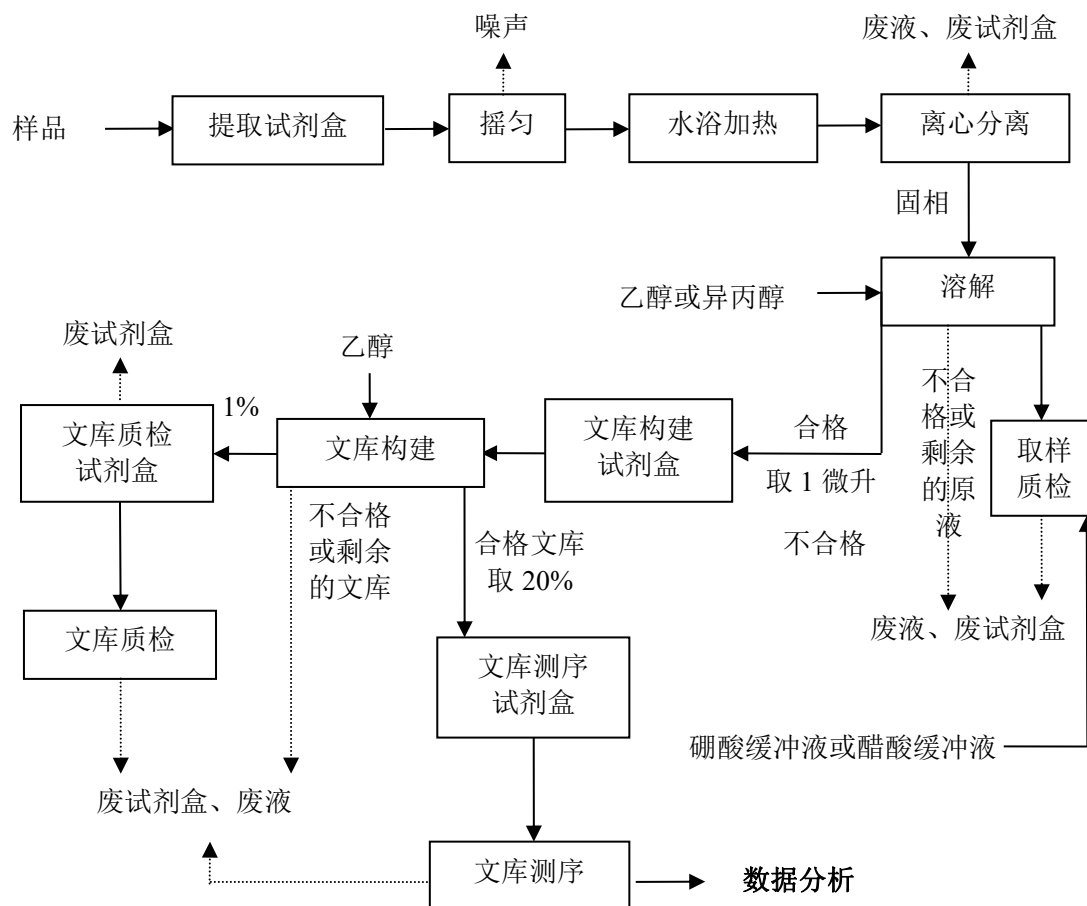 噪声
废液、废试剂盒
样品
提取试剂盒
摇匀
水浴加热
离心分离
固相
乙醇或异丙醇
溶解
废试剂盒
乙醇
1%
文库质检
试剂盒
文库构建
文库构建
试剂盒
合格
取 1 微升
不合格
不合
格或
剩余
的原
液
取样
质检
不合格
或剩余
的文库
合格文库
取 20%
文库质检
废液、废试剂盒
文库测序
试剂盒
硼酸缓冲液或醋酸缓冲液
废试剂盒、废液
文库测序
数据分析